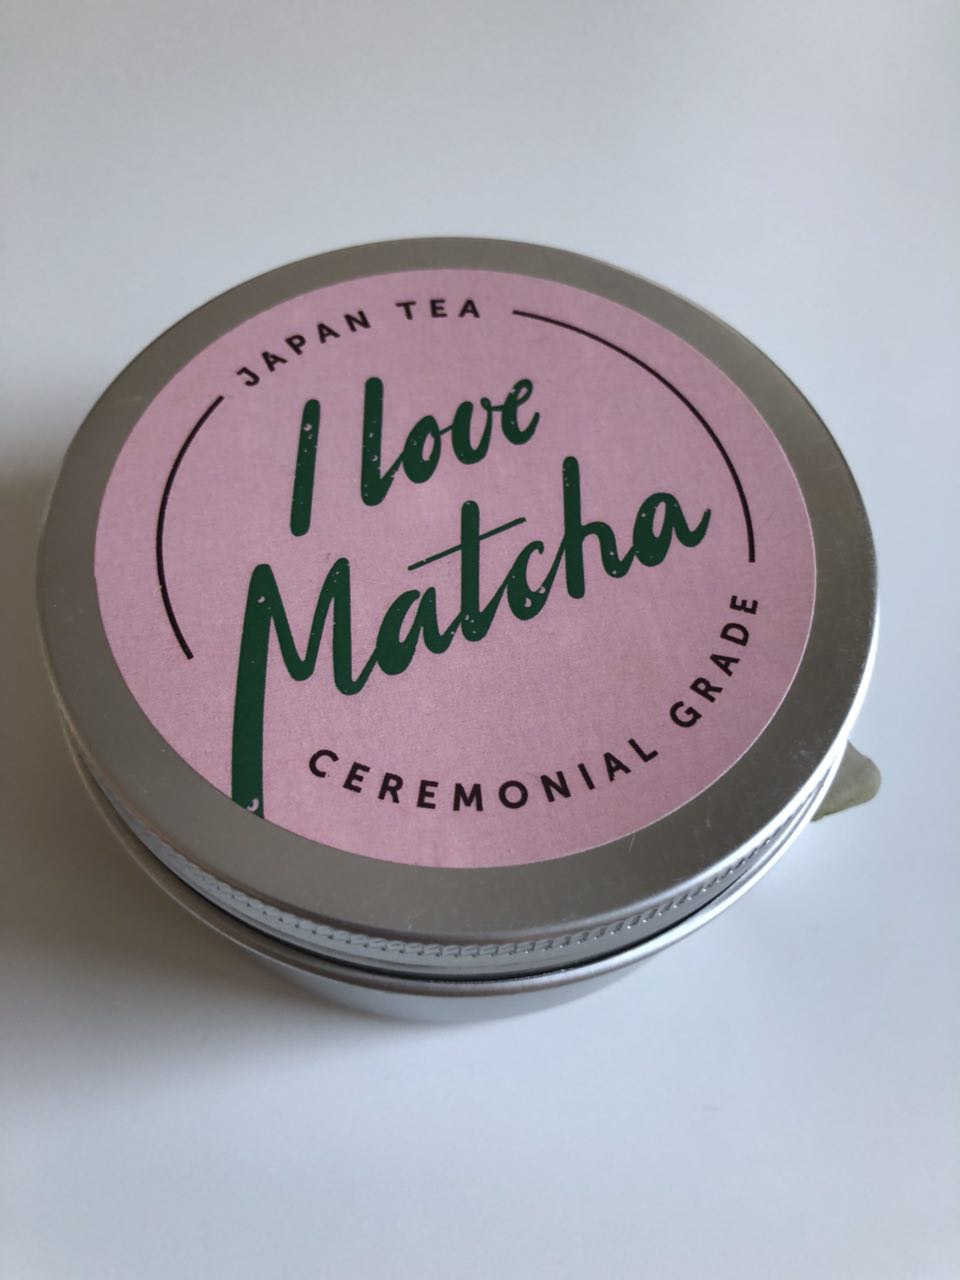 JAPAN TEA
I love
Matcha
CEREMONIAL GRADE